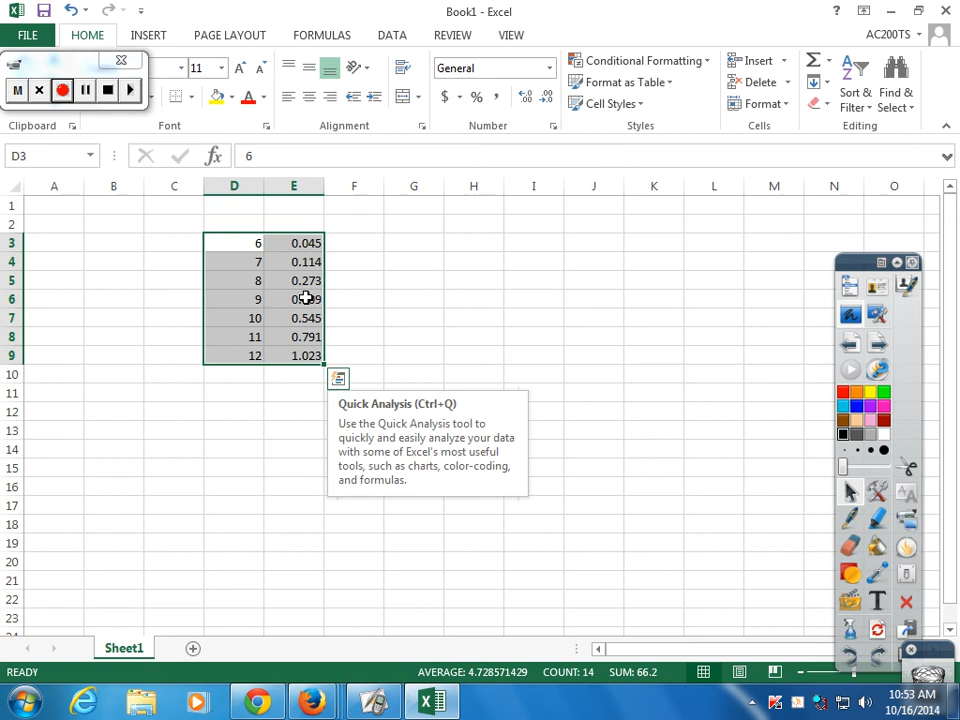 Book1 - Excel
?
FILE HOME INSERT PAGE LAYOUT FORMULAS DATA REVIEW VIEW AC200TS
M 11 General Conditional Formatting Insert
$ % Format as Table Delete Sort & Find &
Cell Styles Format Filter Select
Clipboard Font Alignment Number Styles Cells Editing
D3 fx 6
A B C D E F G H I J K L M N O
1
2
3 6 0.045
4 7 0.114
5 8 0.273
6 9
7 10 0.545
8 11 0.791
9 12 1.023
10
11 Quick Analysis (Ctrl+Q)
12 Use the Quick Analysis tool to
13 quickly and easily analyze your data
14 with some of Excel's most useful
15 tools, such as charts, color-coding,
and formulas.
16
17
18
19
20
21
22
23
Sheet1
READY AVERAGE: 4.728571429 COUNT: 14 SUM: 66.2
10:53 AM
10/16/2014